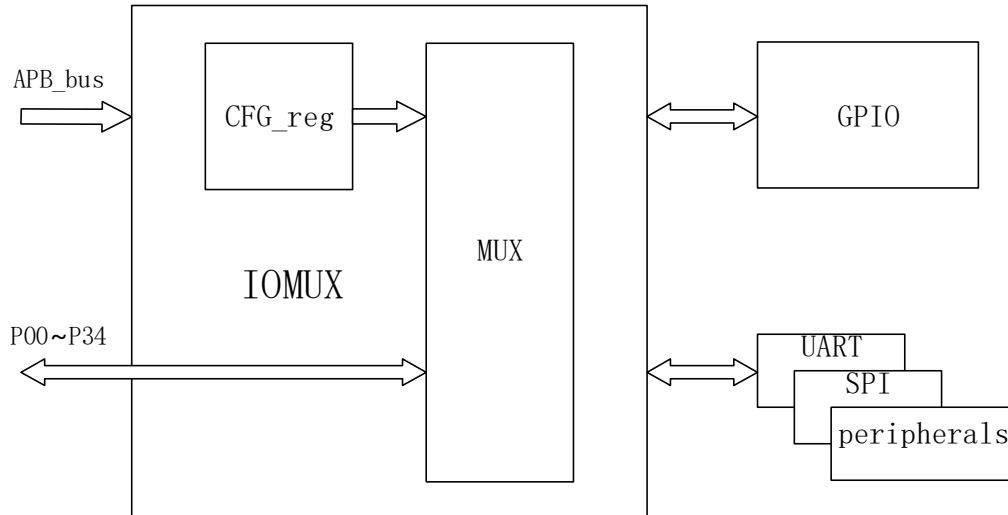 APB_bus
CFG_reg
GPIO
MUX
IOMUX
P00~P34
UART
SPI
peripherals